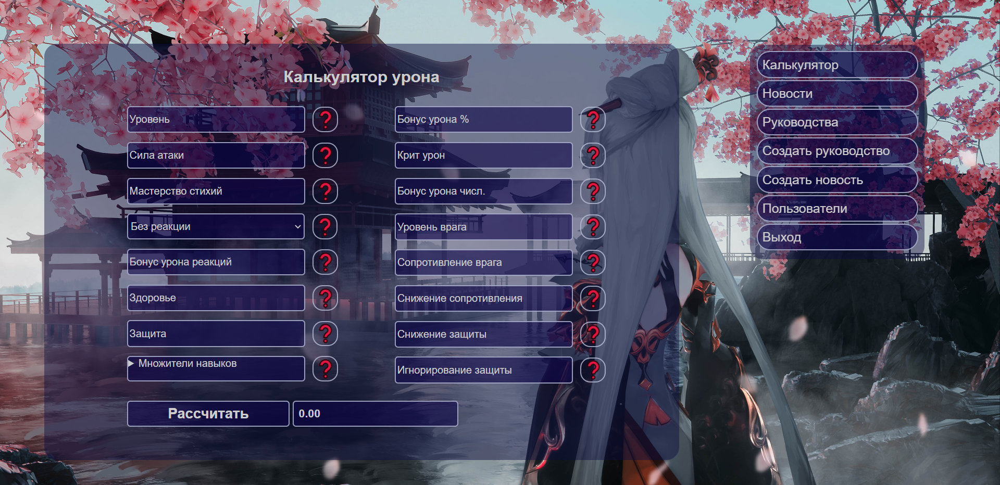 Калькулятор урона
Уровень
Сила атаки
Мастерство стихий
Без реакции
Бонус урона реакций
Здоровье
Защита
Множители навыков
Бонус урона %
Крит урон
Бонус урона числ.
Уровень врага
Сопротивление врага
Снижение сопротивления
Снижение защиты
Игнорирование защиты
Рассчитать
0.00
Калькулятор
Новости
Руководства
Создать руководство
Создать новость
Пользователи
Выход